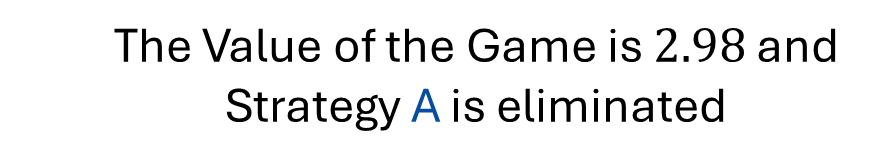 The Value of the Game is 2.98 and
Strategy A is eliminated